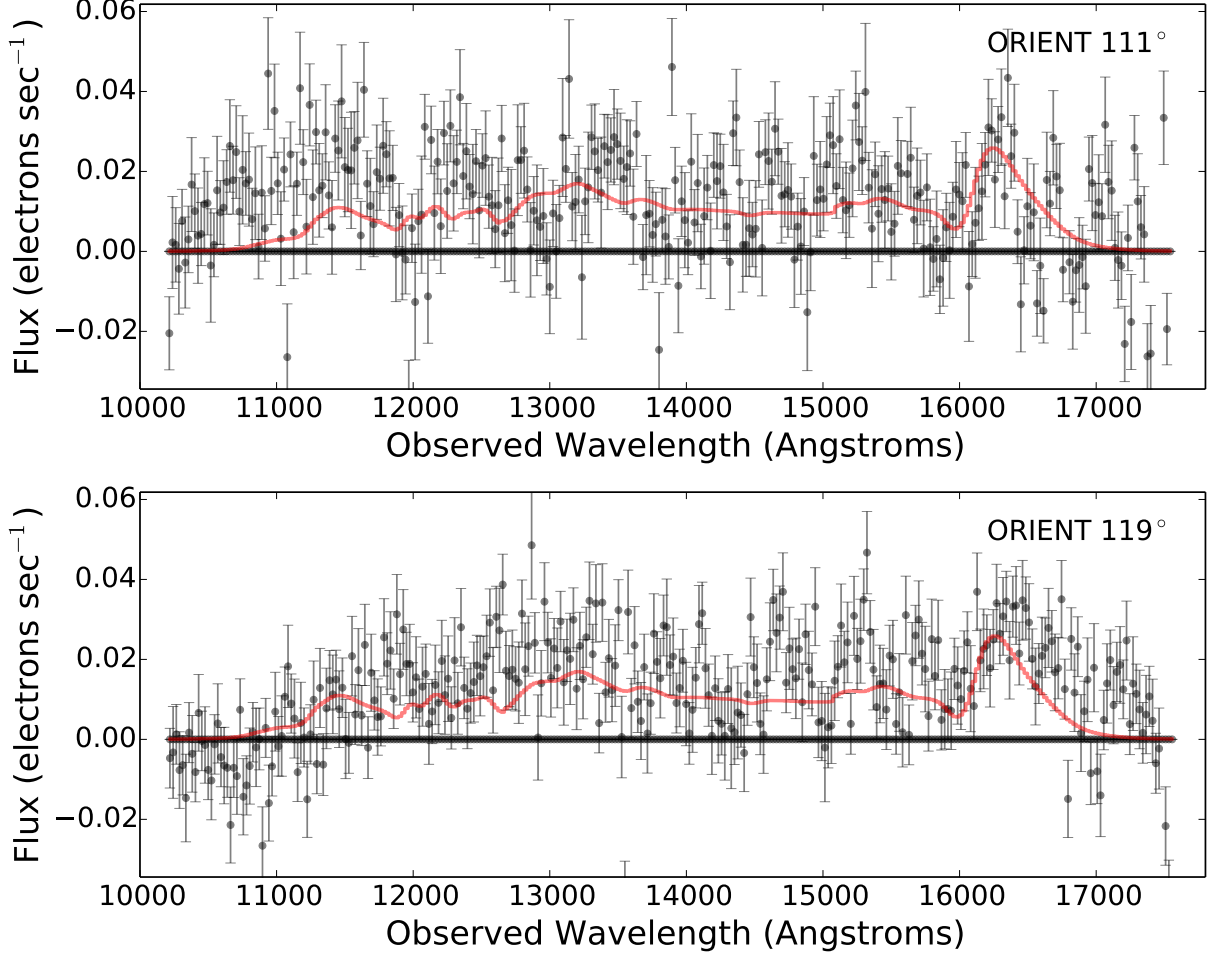 Flux (electrons sec⁻¹)
0.06
0.04
0.02
0.00
−0.02
ORIENT 111°
10000 11000 12000 13000 14000 15000 16000 17000
Observed Wavelength (Angstroms)
Flux (electrons sec⁻¹)
0.06
0.04
0.02
0.00
−0.02
ORIENT 119°
10000 11000 12000 13000 14000 15000 16000 17000
Observed Wavelength (Angstroms)